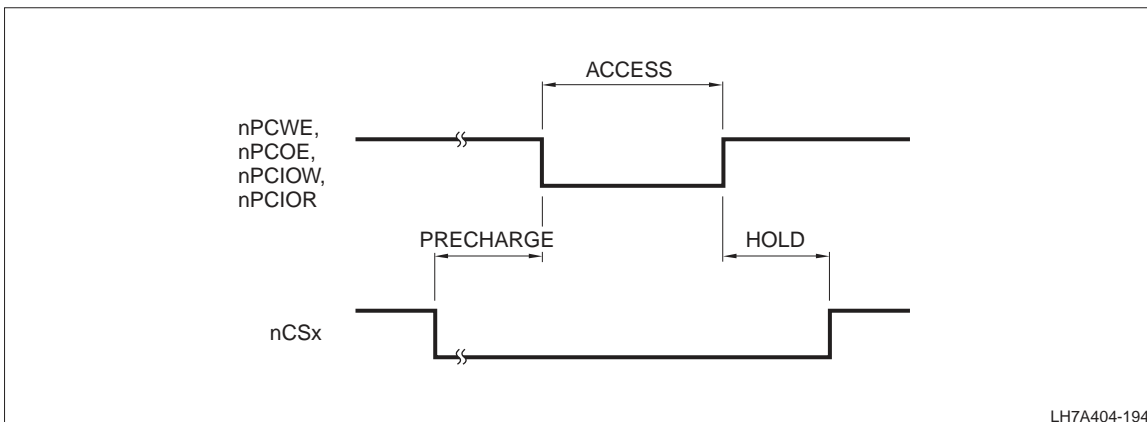 ACCESS
nPCWE,
nPCOE,
nPCIOW,
nPCIOR
PRECHARGE
HOLD
nCSx
LH7A404-194